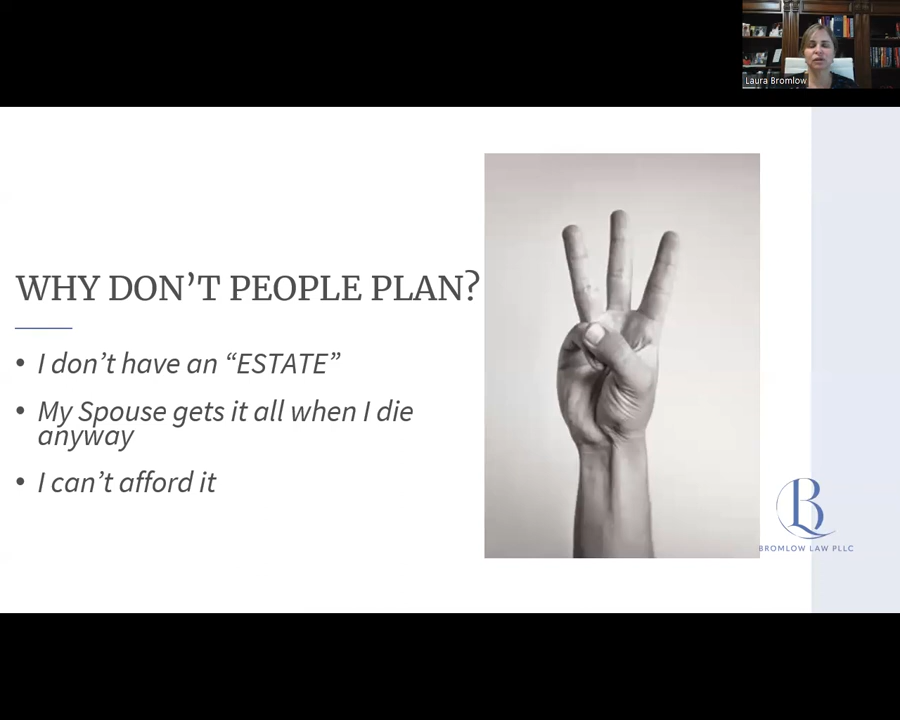 Laura Bromlow
WHY DON’T PEOPLE PLAN?
• I don’t have an “ESTATE”
• My Spouse gets it all when I die
anyway
• I can’t afford it
BROMLOW LAW PLLC